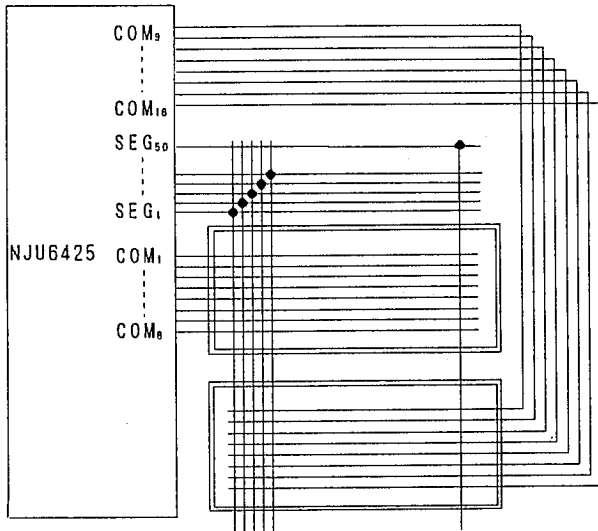 COM₉
COM₁₆
SEG₅₀
SEG₁
NJU6425 COM₁
COM₈